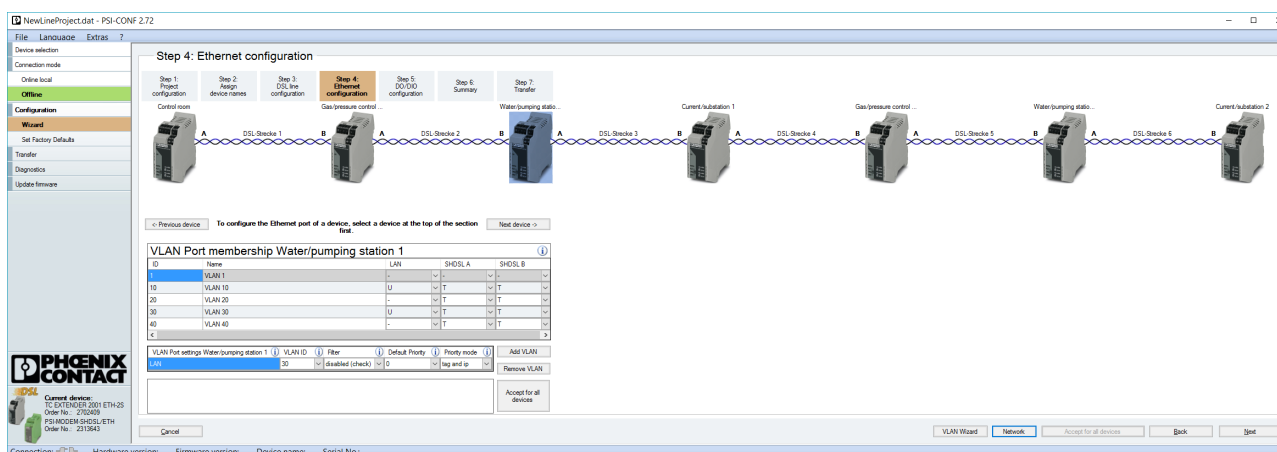 NewLineProject.dat - PSI-CONF 2.72
File Language Extras ?
Device selection
Connection mode
Online local
Offline
Configuration
Wizard
Set Factory Defaults
Transfer
Diagnostics
Update firmware
Step 4: Ethernet configuration
Step 1: Project configuration
Step 2: Assign device names
Step 3: DSL line configuration
Step 4: Ethernet configuration
Step 5: DO/DIO configuration
Step 6: Summary
Step 7: Transfer
Control room
Gas/pressure control ...
Water/pumping statio...
Current/substation 1
Gas/pressure control ...
Water/pumping statio...
Current/substation 2
A DSL-Strecke 1 B A DSL-Strecke 2 B A DSL-Strecke 3 B A DSL-Strecke 4 B A DSL-Strecke 5 B A DSL-Strecke 6 B
<- Previous device
To configure the Ethernet port of a device, select a device at the top of the section
first.
Next device ->
VLAN Port membership Water/pumping station 1
ID Name LAN SHDSL A SHDSL B
1 VLAN 1 - - -
10 VLAN 10 U T T
20 VLAN 20 - T T
30 VLAN 30 U T T
40 VLAN 40 - T T
VLAN Port settings Water/pumping station 1 VLAN ID Filter Default Priority Priority mode
LAN 30 disabled (check) 0 tag and ip
Add VLAN
Remove VLAN
Accept for all
devices
PHOENIX
CONTACT
DSL
Current device:
TC EXTENDER 2001 ETH-2S
Order No.: 2702409
PSI-MODEM-SHDSL/ETH
Order No.: 2313643
Cancel
VLAN Wizard
Network
Accept for all devices
Back
Next
Connection: Hardware version: Firmware version: Device name: Serial No.: